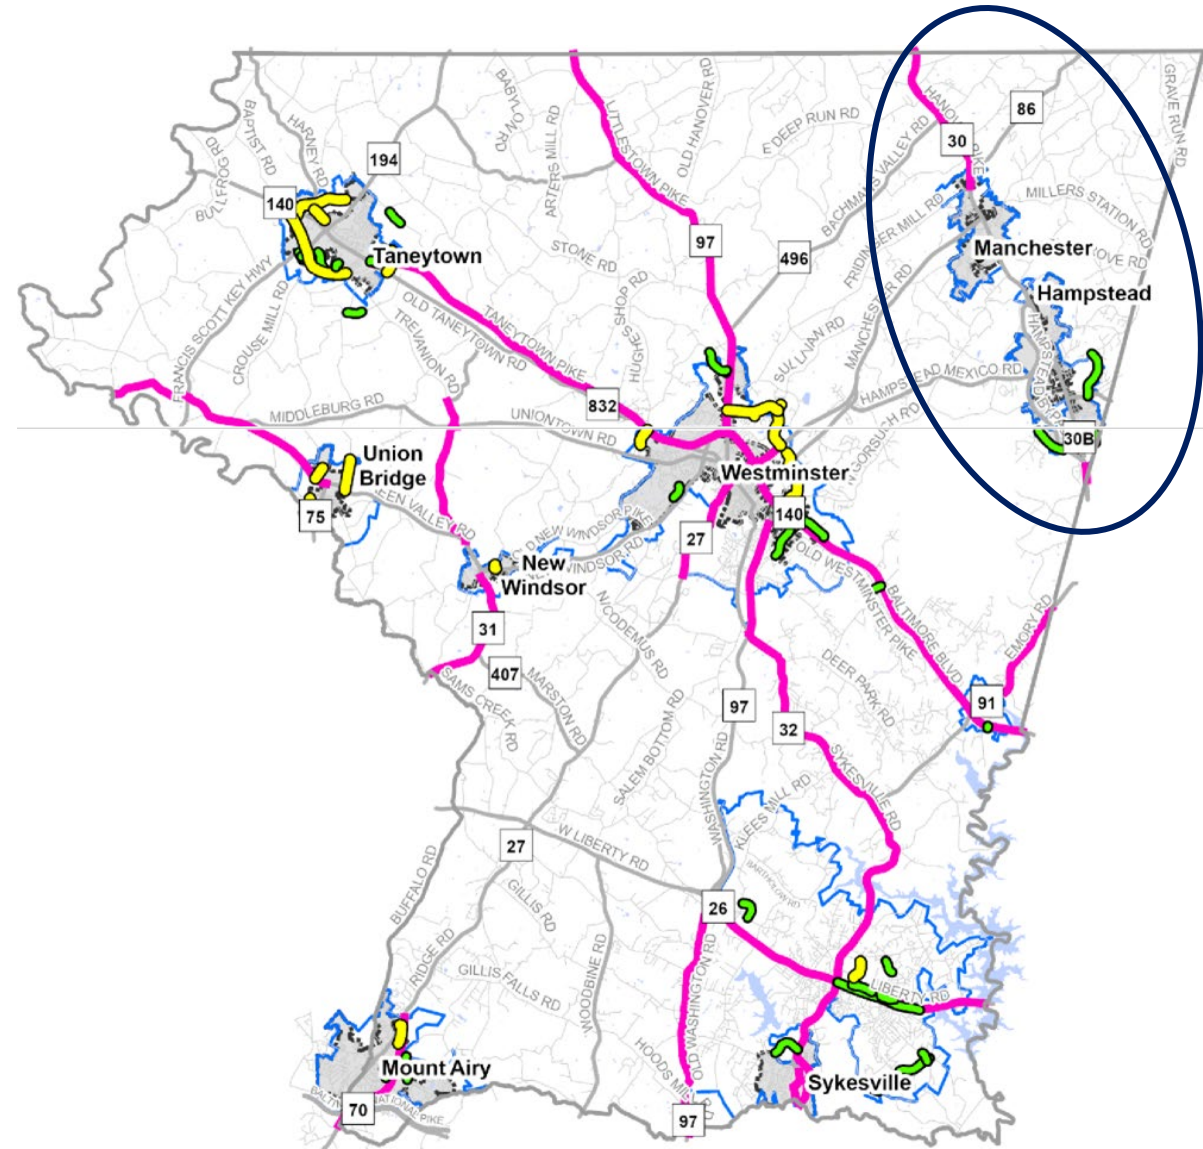 BABYLON RD
LITTLESTOWN PIKE
OLD HANOVER RD
GRAVE RUN RD
HARNEY RD
BAPTIST RD
BULLFROG RD
ARTERS MILL RD
E DEEP RUN RD
BACHMANS VALLEY RD
86
30
194
140
MILLERS STATION RD
FRIDINGER MILL RD
Manchester
97
496
STONE RD
Taneytown
Hampstead
FRANCIS SCOTT KEY HWY
CROUSE MILL RD
OLD TANEYTOWN RD
TANEYTOWN PIKE
TREVANION RD
HUGHES SHOP RD
SULLIVAN RD
MANCHESTER RD
HAMPSTEAD MEXICO RD
832
MIDDLEBURG RD
UNIONTOWN RD
GORSUCH RD
30B
Union
Bridge
Westminster
75
140
NEW WINDSOR PIKE
27
New
Windsor
OLD WESTMINSTER PIKE
BALTIMORE BLVD
EMORY RD
NICODEMUS RD
31
407
SAMS CREEK RD
MARSTON RD
DEER PARK RD
91
97
32
SALEM BOTTOM RD
WASHINGTON RD
SYKESVILLE RD
KLEES MILL RD
W LIBERTY RD
27
BARTHOLOW RD
BUFFALO RD
GILLIS RD
26
RIDGE RD
GILLIS FALLS RD
WOODBINE RD
OLD WASHINGTON RD
LIBERTY RD
Mount Airy
Sykesville
70
97